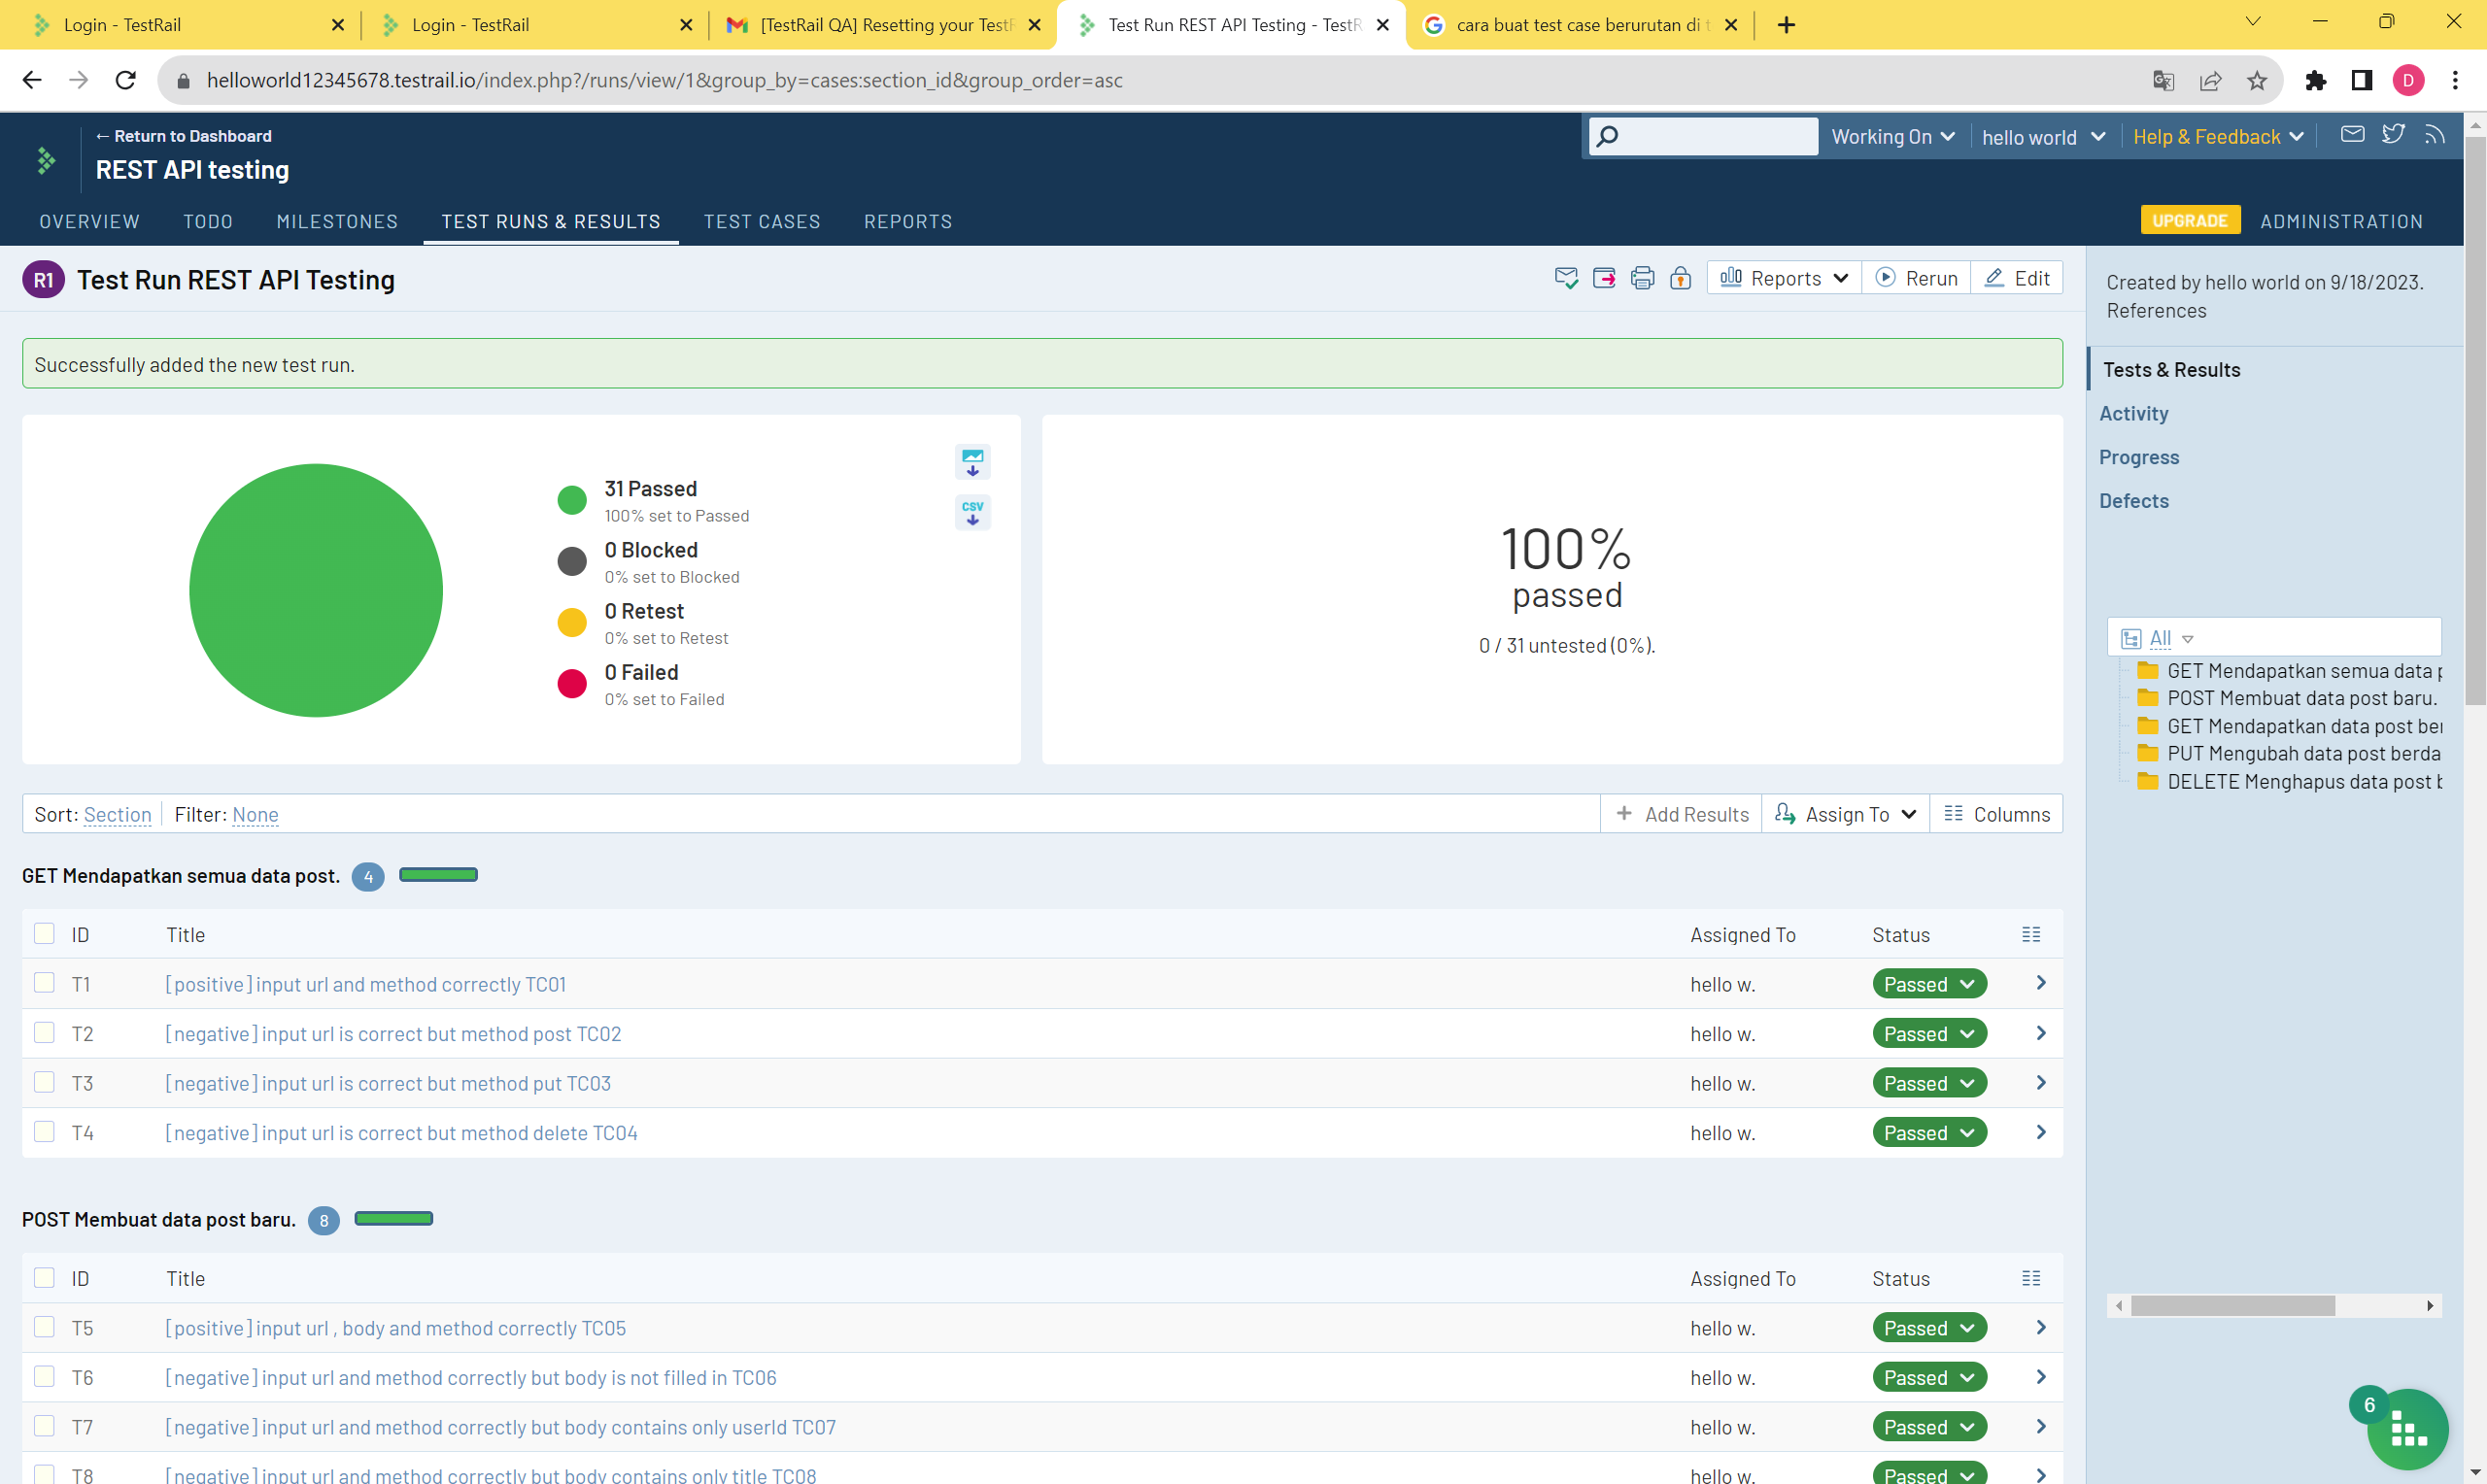 Login - TestRail
Login - TestRail
[TestRail QA] Resetting your TestR
Test Run REST API Testing - TestR
cara buat test case berurutan di t
helloworld12345678.testrail.io/index.php?/runs/view/1&group_by=cases:section_id&group_order=asc
D
← Return to Dashboard
REST API testing
Working On
hello world
Help & Feedback
OVERVIEW
TODO
MILESTONES
TEST RUNS & RESULTS
TEST CASES
REPORTS
UPGRADE
ADMINISTRATION
R1
Test Run REST API Testing
Reports
Rerun
Edit
Successfully added the new test run.
31 Passed
100% set to Passed
0 Blocked
0% set to Blocked
0 Retest
0% set to Retest
0 Failed
0% set to Failed
CSV
100%
passed
0 / 31 untested (0%).
Sort: Section
Filter: None
Add Results
Assign To
Columns
GET Mendapatkan semua data post. 4
ID Title Assigned To Status
T1 [positive] input url and method correctly TC01 hello w. Passed
T2 [negative] input url is correct but method post TC02 hello w. Passed
T3 [negative] input url is correct but method put TC03 hello w. Passed
T4 [negative] input url is correct but method delete TC04 hello w. Passed
POST Membuat data post baru. 8
ID Title Assigned To Status
T5 [positive] input url , body and method correctly TC05 hello w. Passed
T6 [negative] input url and method correctly but body is not filled in TC06 hello w. Passed
T7 [negative] input url and method correctly but body contains only userId TC07 hello w. Passed
T8 [negative] input url and method correctly but body contains only title TC08 hello w. Passed
Created by hello world on 9/18/2023.
References
Tests & Results
Activity
Progress
Defects
All
GET Mendapatkan semua data p
POST Membuat data post baru.
GET Mendapatkan data post ber
PUT Mengubah data post berda
DELETE Menghapus data post b
6